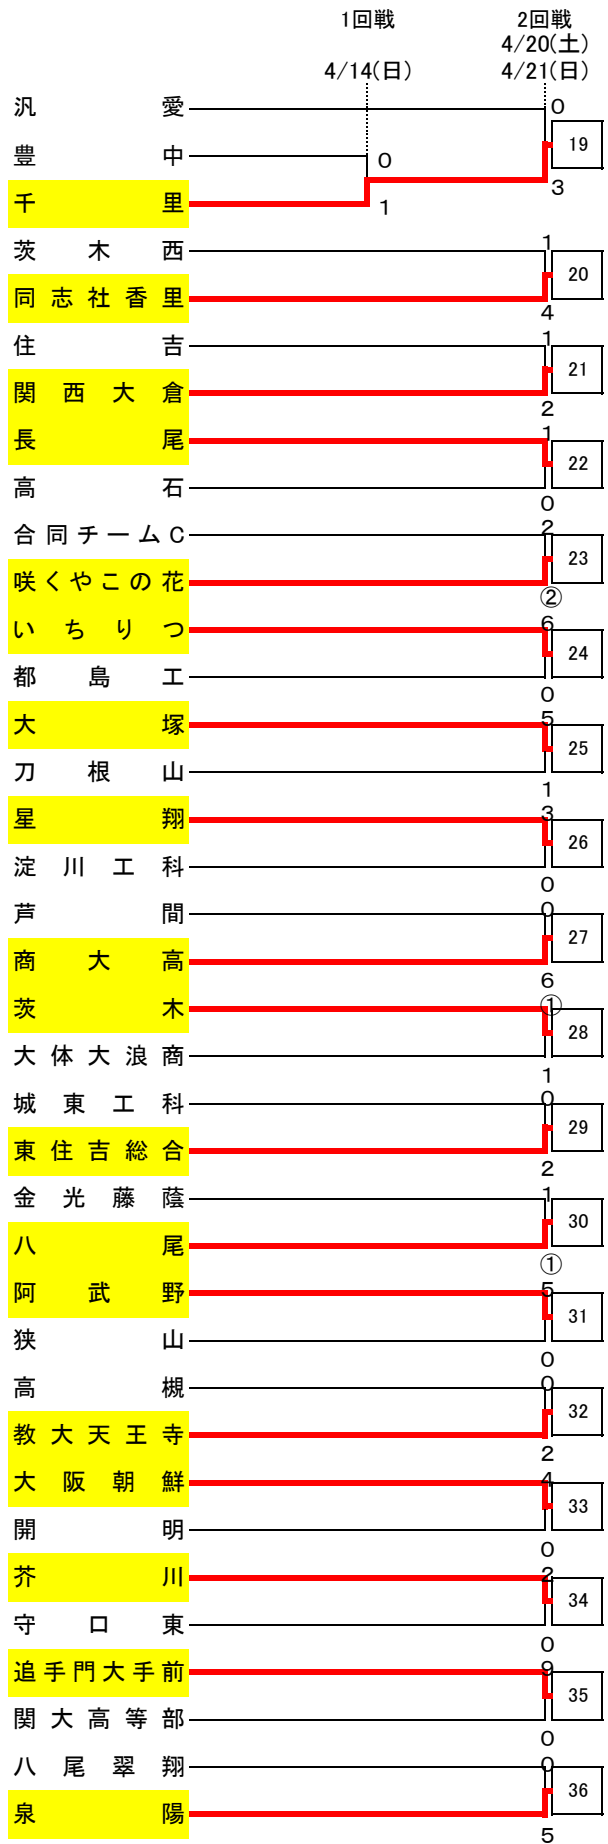 1回戦 2回戦
4/20(土)
4/14(日) 4/21(日)
汎愛 0
19
豊中 0
3
千里 1
茨木西 1
20
同志社香里 4
住吉 1
21
関西大倉 2
長尾 1
22
高石 0
合同チームC 2
23
咲くやこの花 ②
いちりつ 6
24
都島工 0
大塚 5
25
刀根山 1
星翔 3
26
淀川工科 0
芦間 0
27
商大高 6
茨木 ①
28
大体大浪商 1
城東工科 0
29
東住吉総合 2
金光藤蔭 1
30
八尾 ①
阿武野 5
31
狭山 0
高槻 0
32
教大天王寺 2
大阪朝鮮 4
33
開明 0
芥川 2
34
守口東 0
追手門大手前 9
35
関大高等部 0
八尾翠翔 0
36
泉陽 5